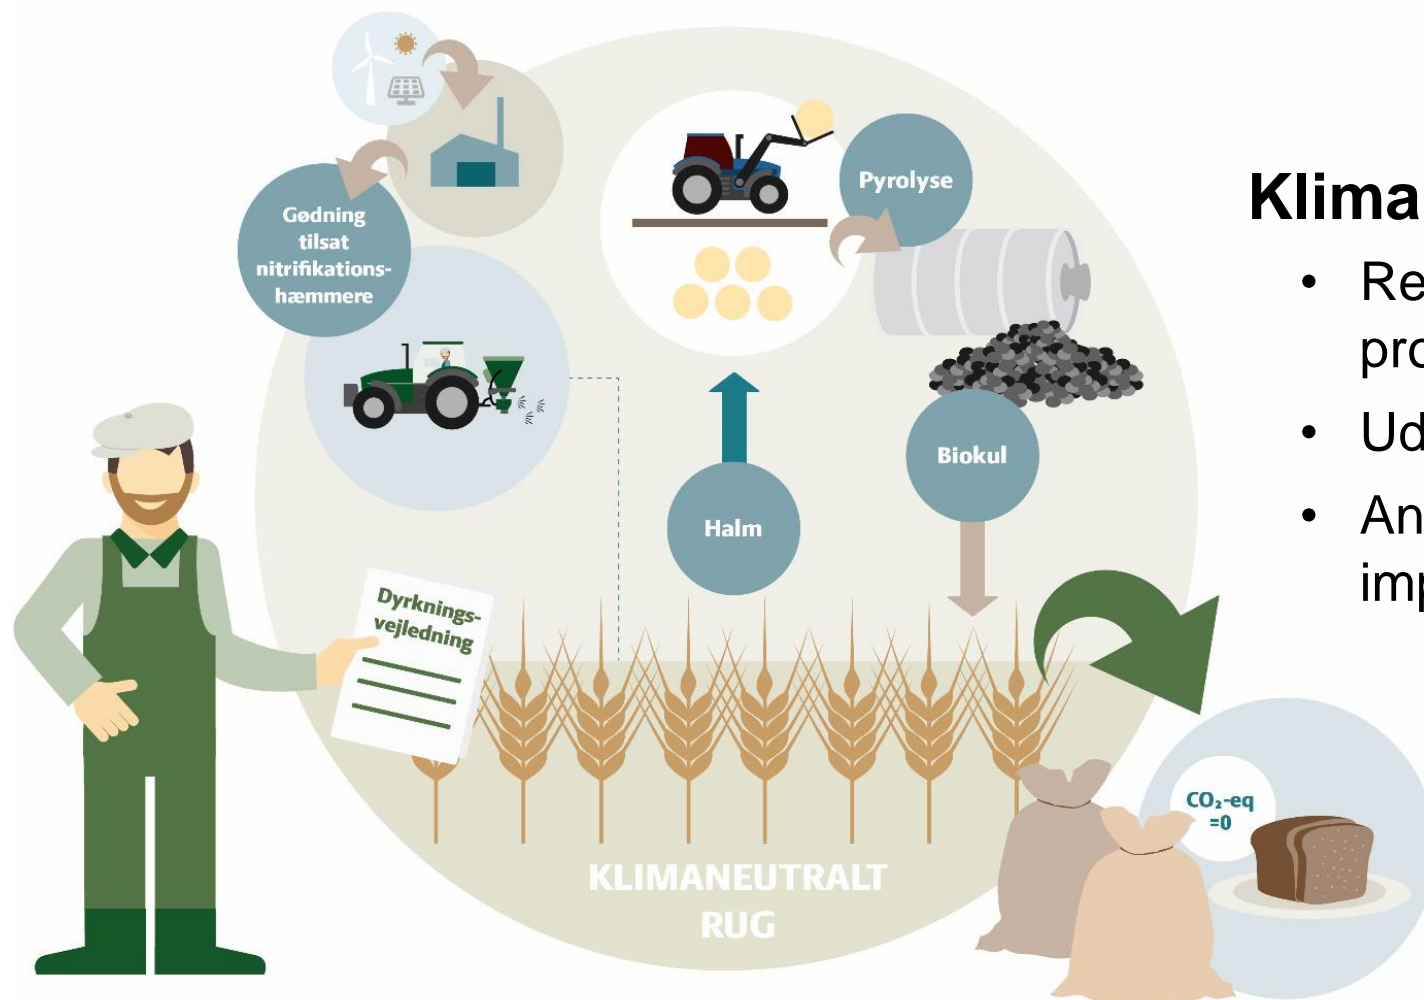 Gødning
tilsat
nitrifikations-
hæmmere
Pyrolyse
Halm
Biokul
Dyrknings-
vejledning
CO₂-eq
=0
KLIMANEUTRALT
RUG
Klima
• Re
pro
• Ud
• An
imp